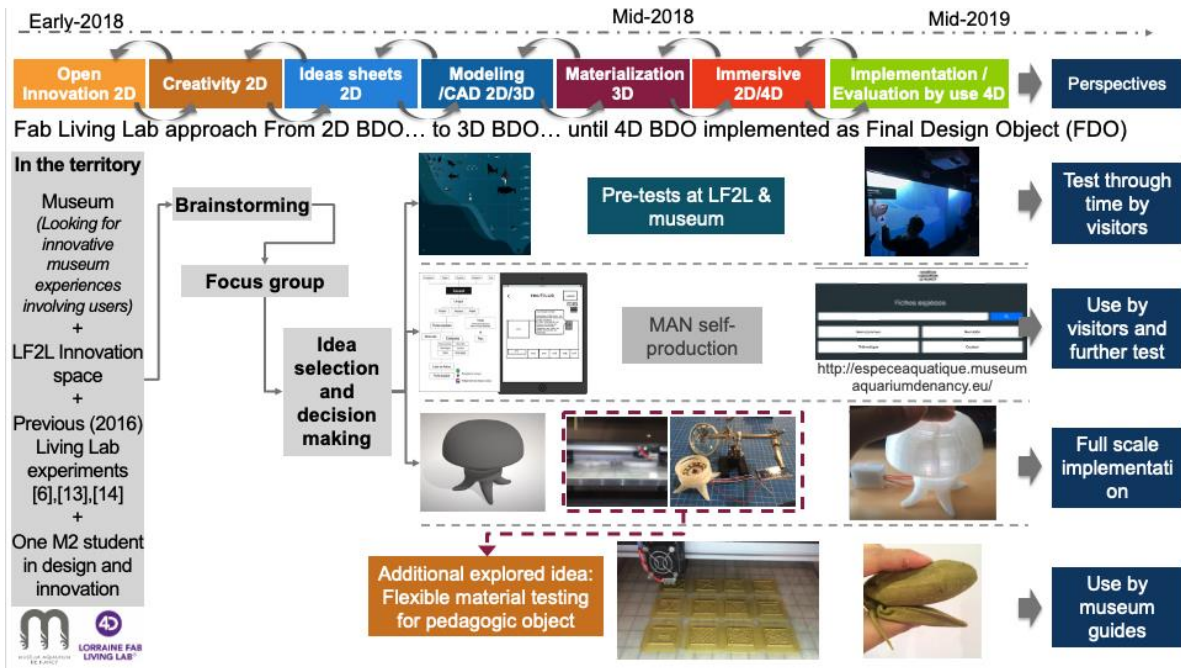 Early-2018
Mid-2018
Mid-2019
Open
Innovation 2D
Creativity 2D
Ideas sheets
2D
Modeling
/CAD 2D/3D
Materialization
3D
Immersive
2D/4D
Implementation /
Evaluation by use 4D
Perspectives
Fab Living Lab approach From 2D BDO… to 3D BDO… until 4D BDO implemented as Final Design Object (FDO)
In the territory
Museum
(Looking for
innovative
museum
experiences
involving users)
+
LF2L Innovation
space
+
Previous (2016)
Living Lab
experiments
[6],[13],[14]
+
One M2 student
in design and
innovation
4D
LORRAINE FAB
LIVING LAB
Brainstorming
Focus group
Idea
selection
and
decision
making
Pre-tests at LF2L &
museum
Test through
time by
visitors
MAN self-
production
http://especeaquatique.museum
aquariumdenancy.eu/
Use by
visitors and
further test
Full scale
implementati
on
Additional explored idea:
Flexible material testing
for pedagogic object
Use by
museum
guides